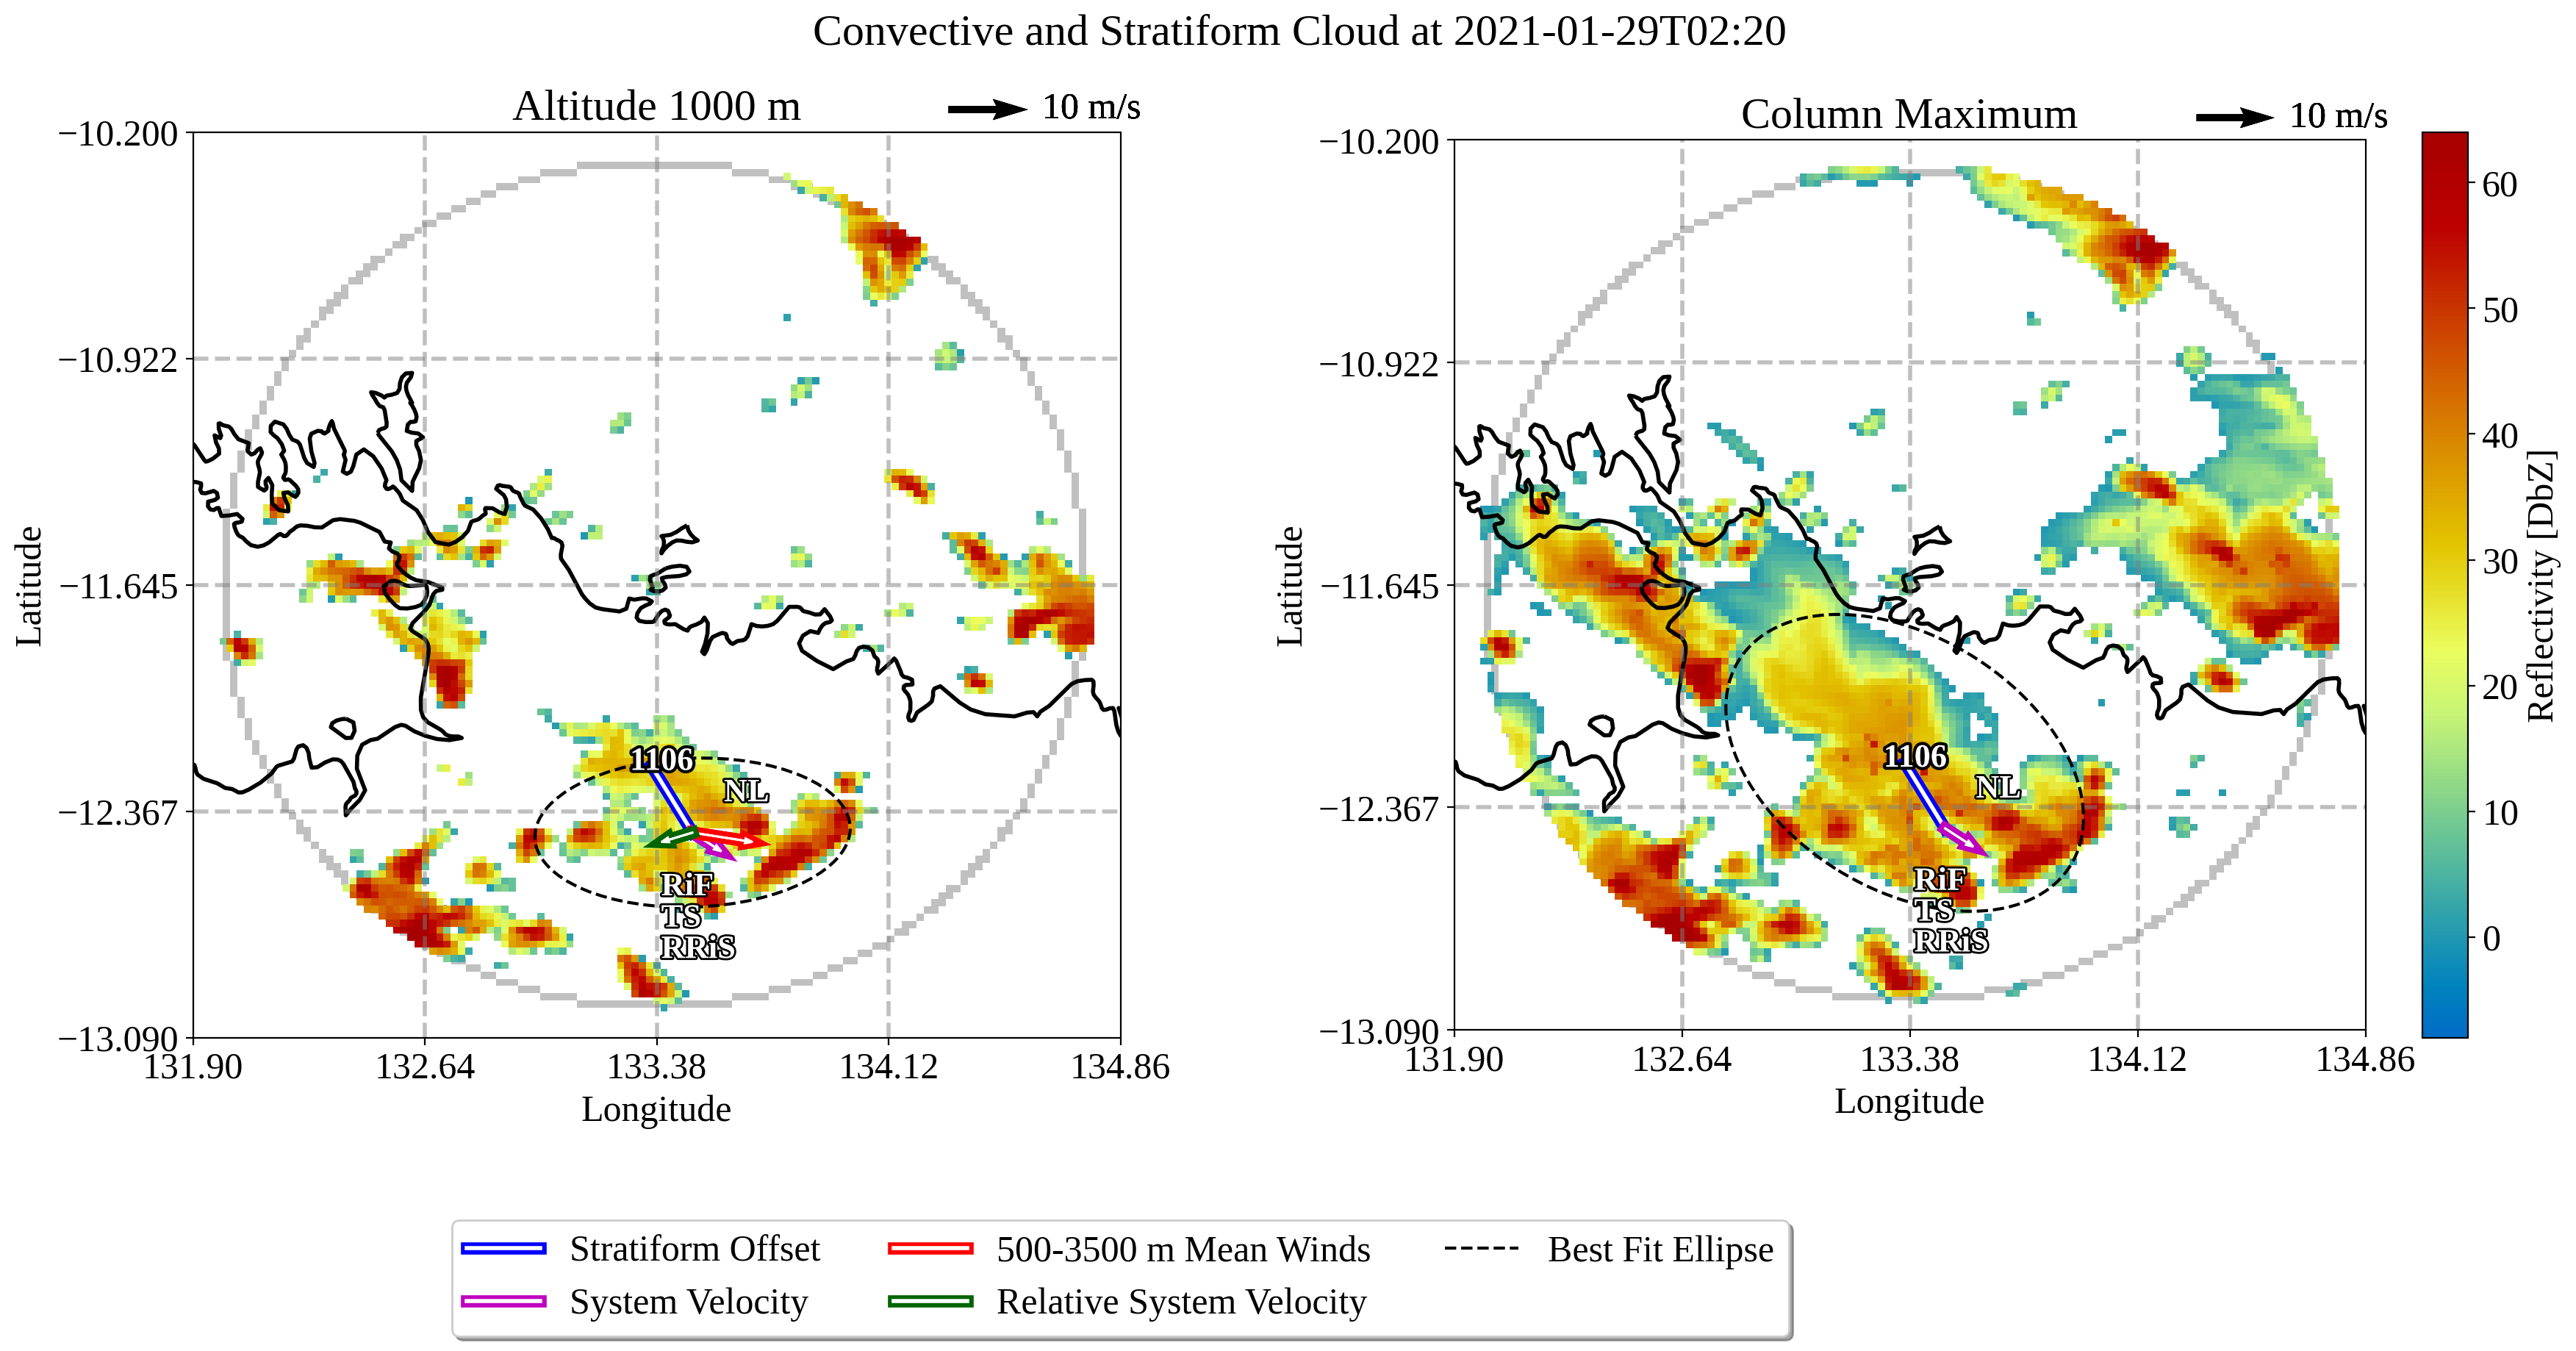 Convective and Stratiform Cloud at 2021-01-29T02:20
Altitude 1000 m
10 m/s
−10.200
−10.922
−11.645
−12.367
−13.090
131.90
132.64
133.38
134.12
134.86
Latitude
Longitude
1106
NL
RiF
TS
RRiS
Column Maximum
10 m/s
−10.200
−10.922
−11.645
−12.367
−13.090
131.90
132.64
133.38
134.12
134.86
Latitude
Longitude
1106
NL
RiF
TS
RRiS
60
50
40
30
20
10
0
Reflectivity [DbZ]
Stratiform Offset
500-3500 m Mean Winds
Best Fit Ellipse
System Velocity
Relative System Velocity